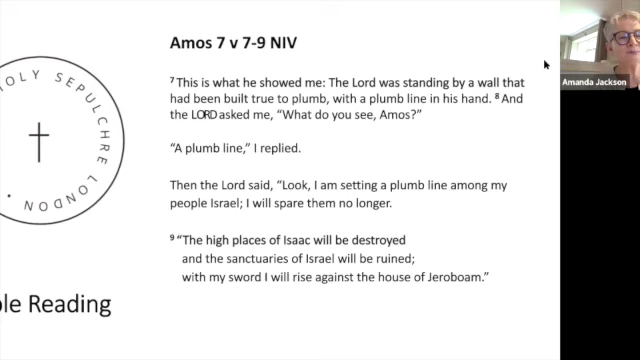 HOLY SEPULCHRE LONDON •
ble Reading
Amos 7 v 7-9 NIV
7 This is what he showed me: The Lord was standing by a wall that
had been built true to plumb, with a plumb line in his hand. 8 And
the LORD asked me, “What do you see, Amos?”
“A plumb line,” I replied.
Then the Lord said, “Look, I am setting a plumb line among my
people Israel; I will spare them no longer.
9 “The high places of Isaac will be destroyed
and the sanctuaries of Israel will be ruined;
with my sword I will rise against the house of Jeroboam.”
Amanda Jackson